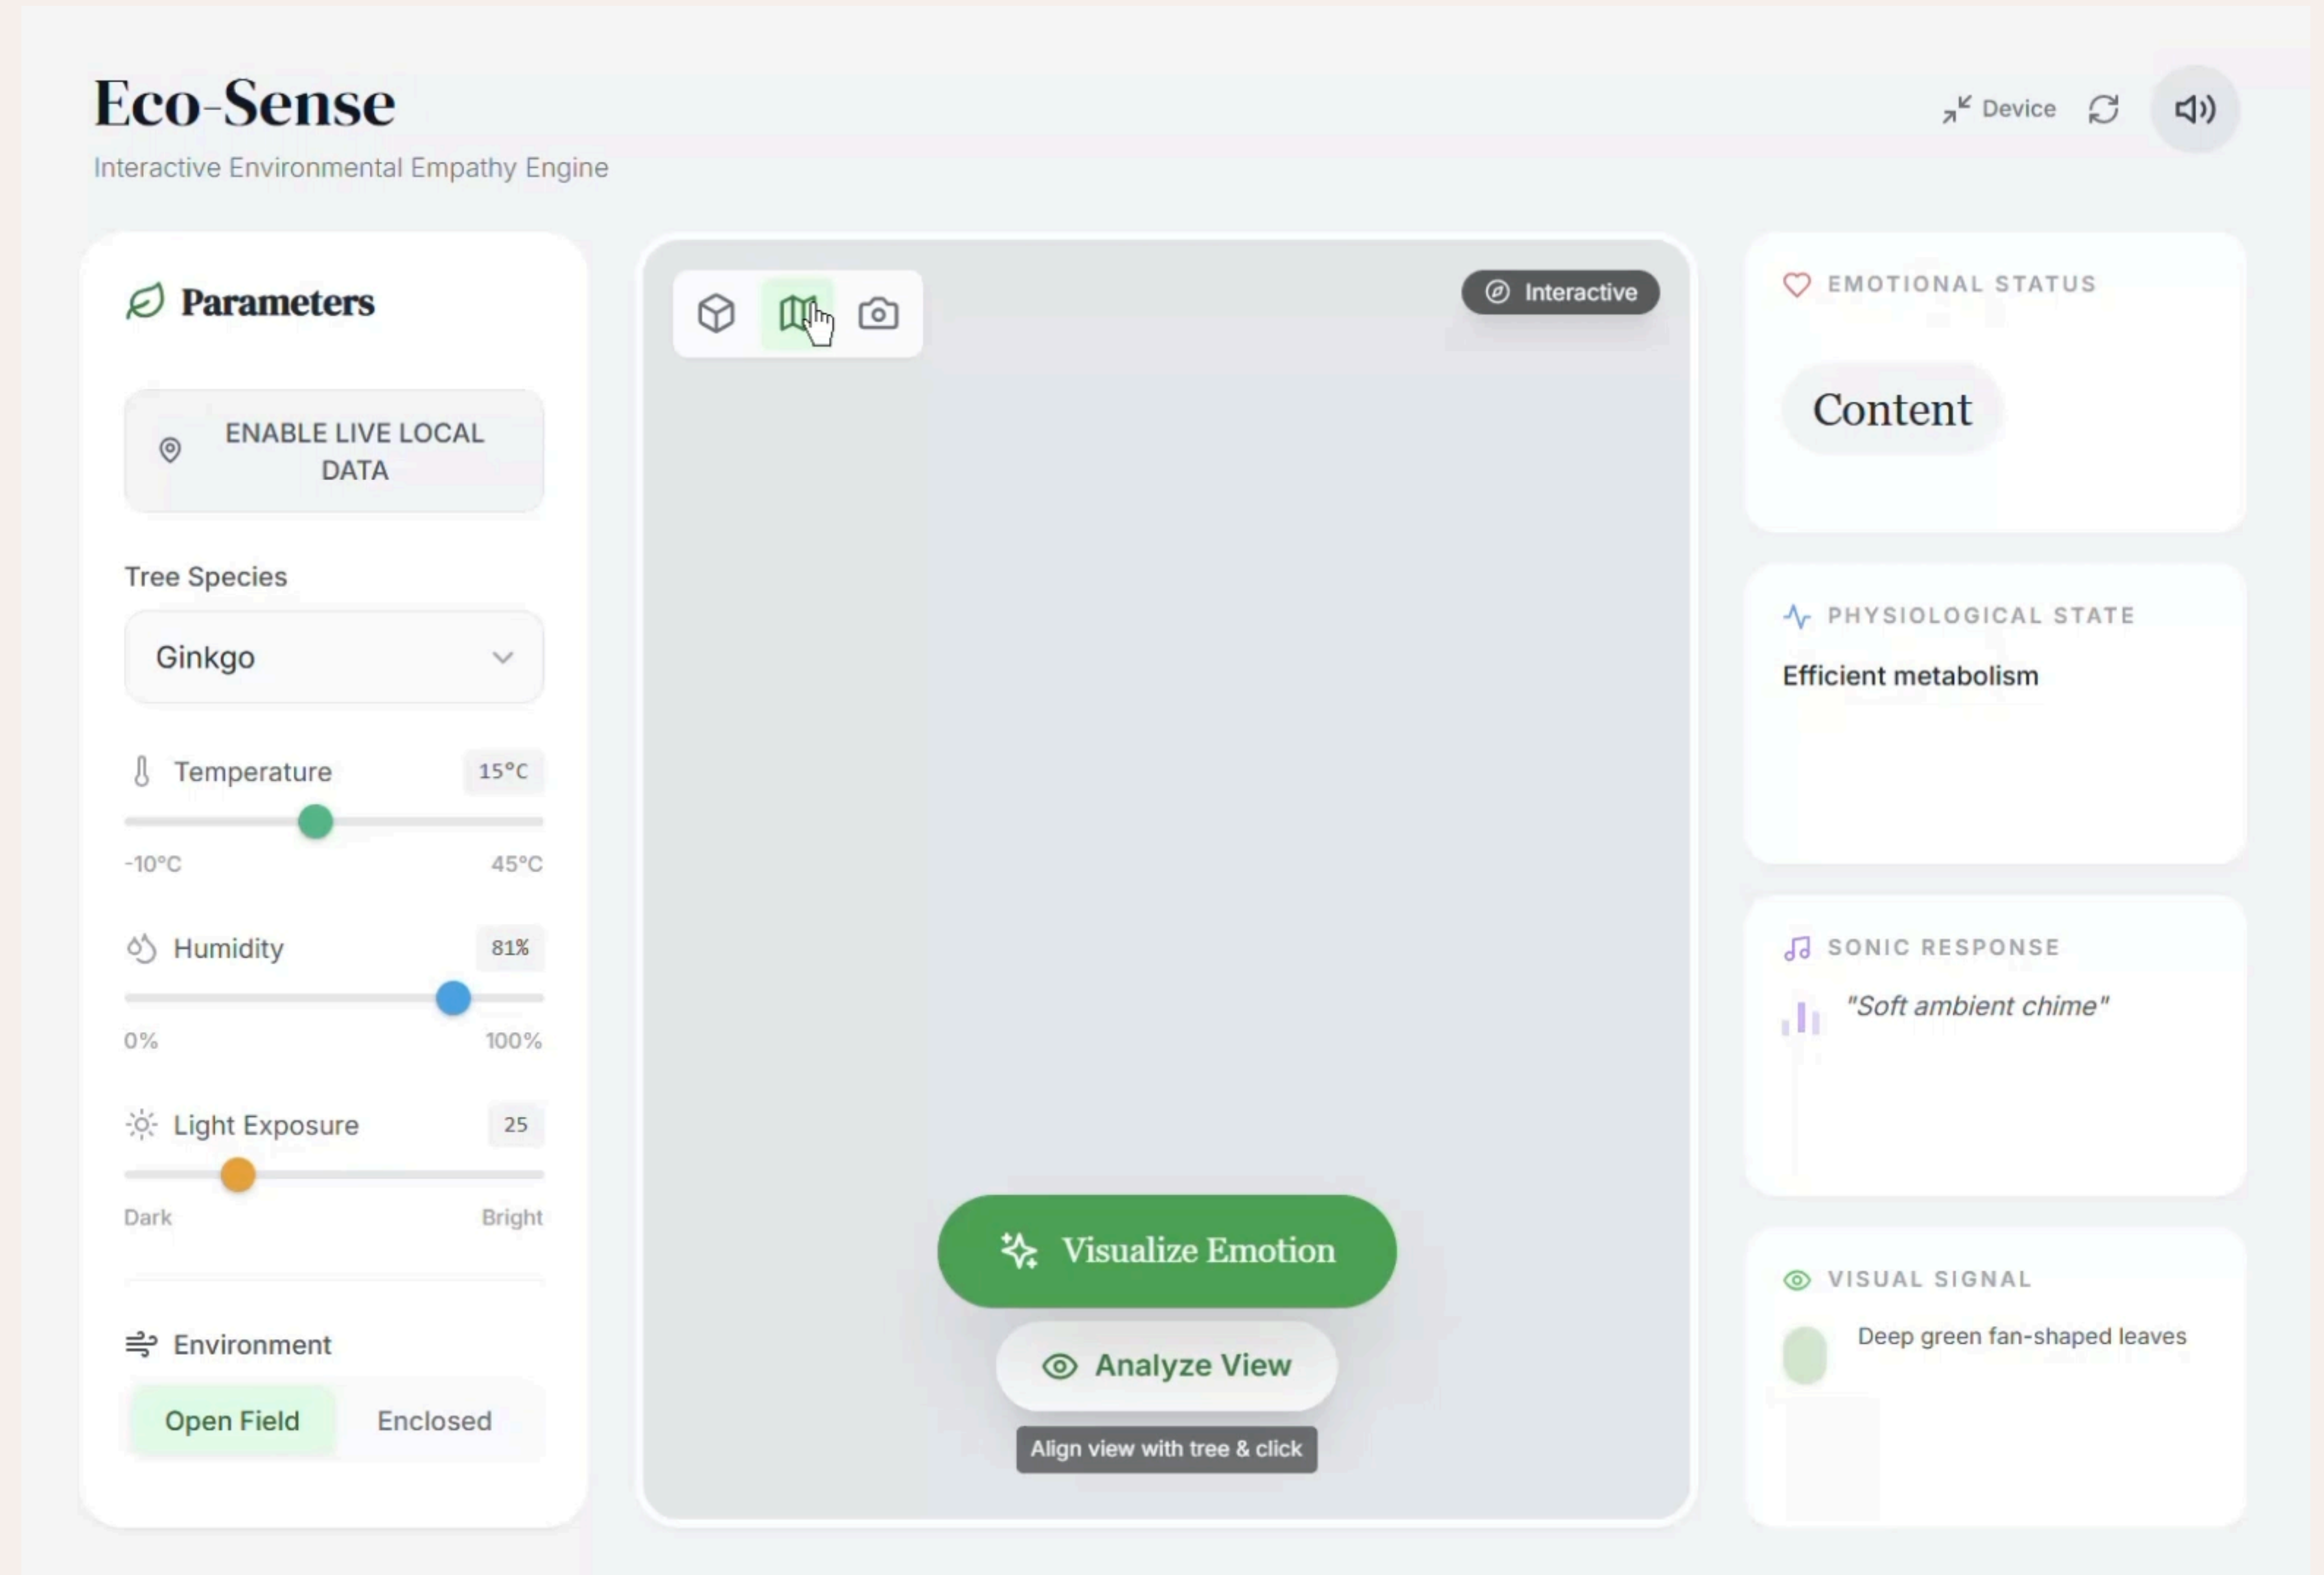 Eco-Sense
Interactive Environmental Empathy Engine
Device
Parameters
ENABLE LIVE LOCAL
DATA
Tree Species
Ginkgo
Temperature
15°C
-10°C
45°C
Humidity
81%
0%
100%
Light Exposure
25
Dark
Bright
Environment
Open Field
Enclosed
Interactive
Visualize Emotion
Analyze View
Align view with tree & click
EMOTIONAL STATUS
Content
PHYSIOLOGICAL STATE
Efficient metabolism
SONIC RESPONSE
"Soft ambient chime"
VISUAL SIGNAL
Deep green fan-shaped leaves